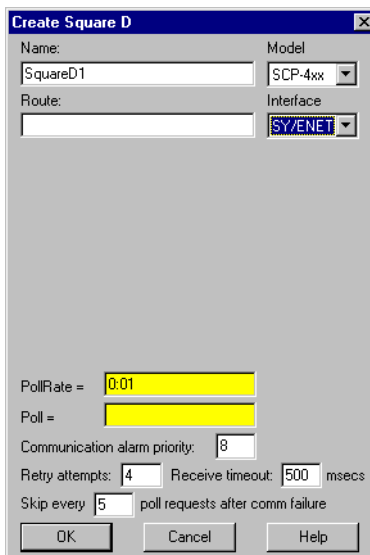 Create Square D
Name: Model
SquareD1 SCP-4xx
Route: Interface
SY/ENET
PollRate = 0:01
Poll =
Communication alarm priority: 8
Retry attempts: 4 Receive timeout: 500 msecs
Skip every 5 poll requests after comm failure
OK Cancel Help